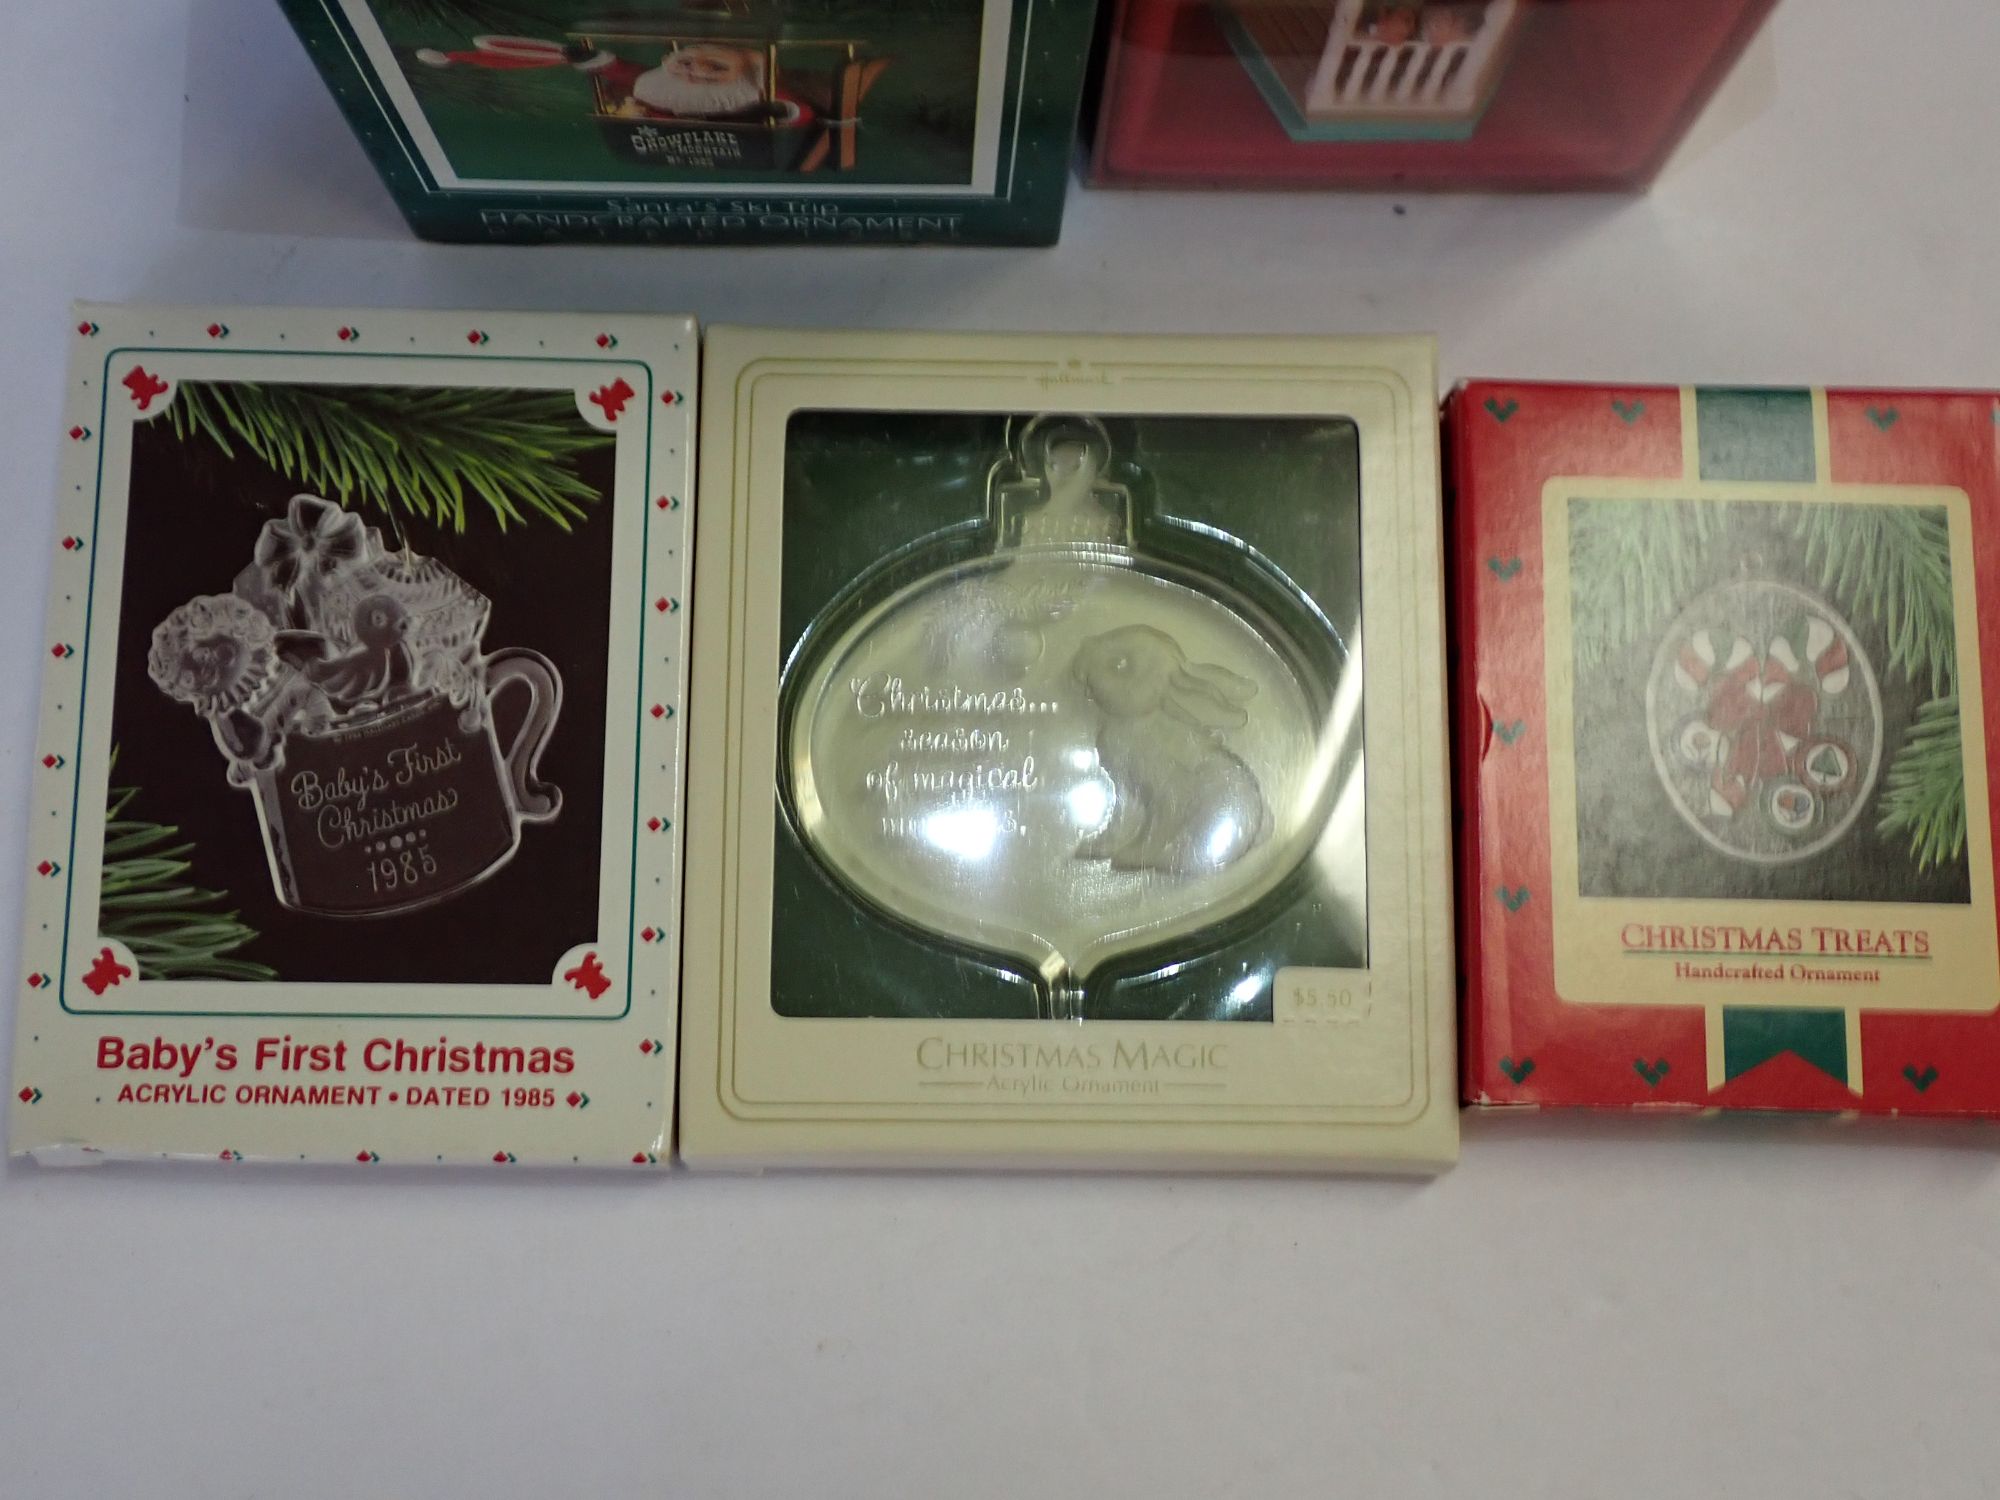 SNOWFLAKE
MOUNTAIN
Santa's Ski Trip
HANDCRAFTED ORNAMENT
Baby's First
Christmas
1985
Baby's First Christmas
ACRYLIC ORNAMENT • DATED 1985
Hallmark
Christmas...
season
of magical
$5.50
CHRISTMAS MAGIC
Acrylic Ornament
CHRISTMAS TREATS
Handcrafted Ornament